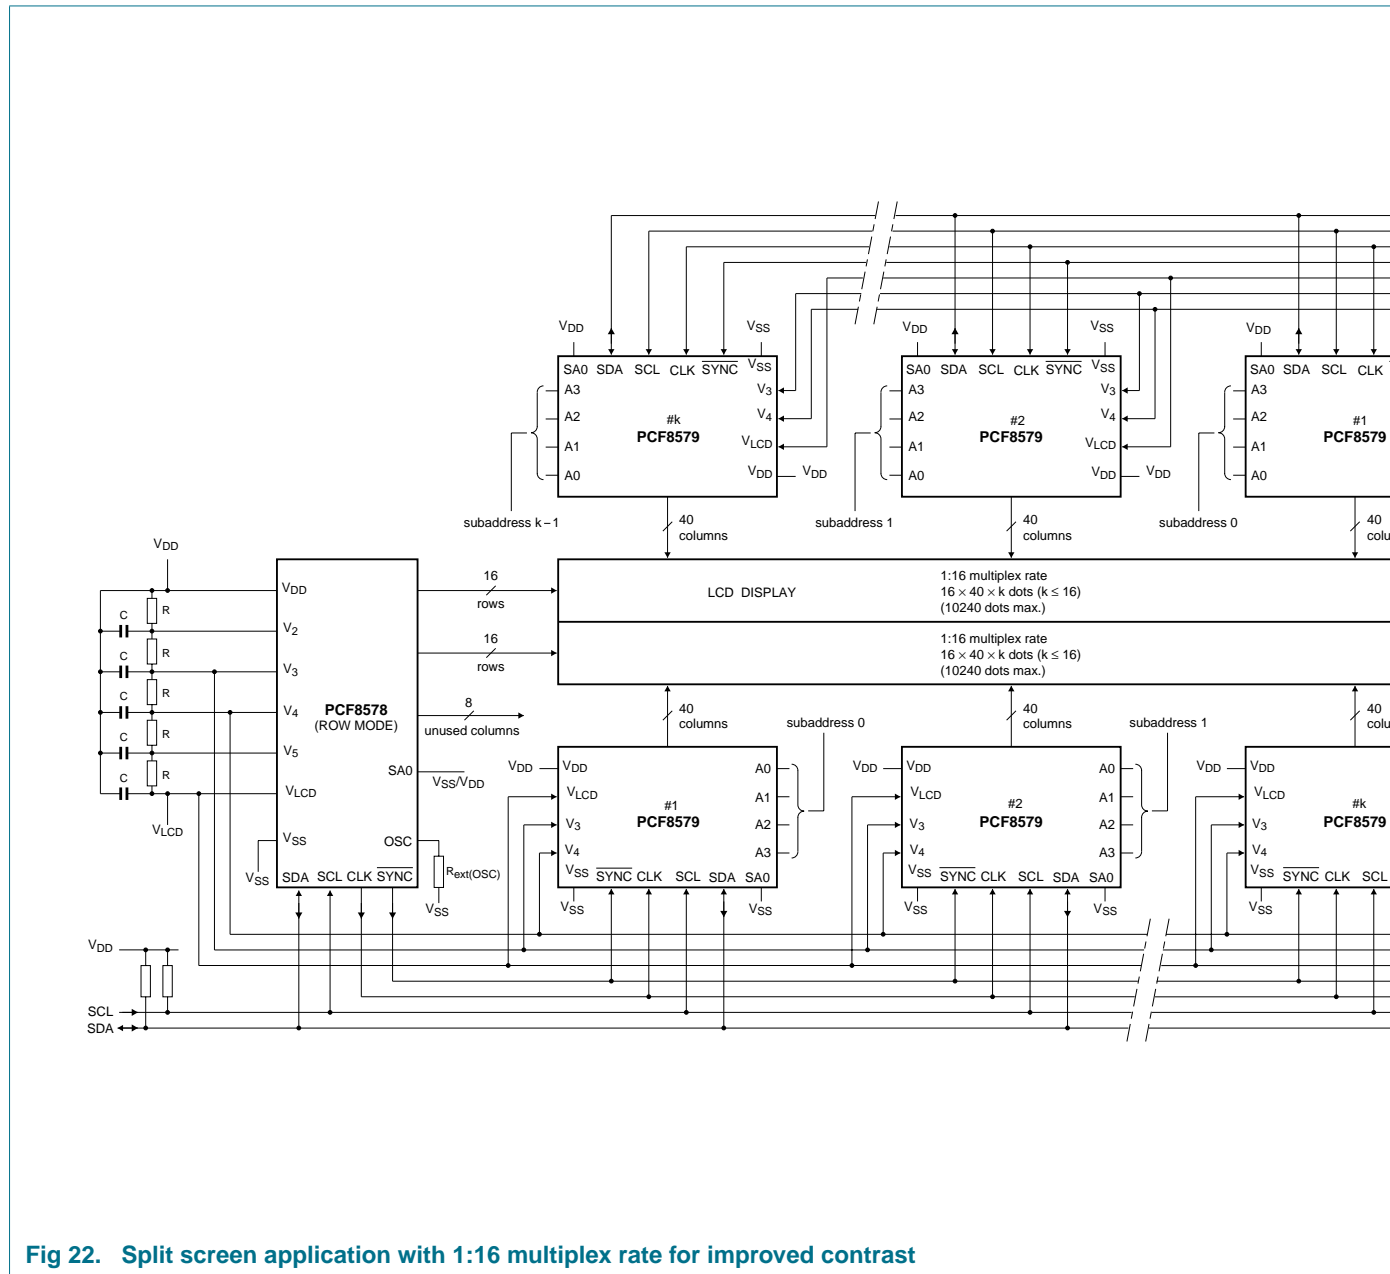 VDD VSS VDD VSS VDD
SA0 SDA SCL CLK SYNC VSS
A3 V3
A2 V4
#k
PCF8579
A1 VLCD
A0 VDD VDD
SA0 SDA SCL CLK SYNC VSS
A3 V3
A2 V4
#2
PCF8579
A1 VLCD
A0 VDD VDD
SA0 SDA SCL CLK
A3
A2
#1
PCF8579
A1
A0
subaddress k – 1
40
columns
subaddress 1
40
columns
subaddress 0
40
VDD
VDD
C R
V2
C R
V3
C R
V4
C R
V5
C R
VLCD
VLCD
PCF8578
(ROW MODE)
VSS
VSS
SA0
VSS/VDD
OSC
Rext(OSC)
VSS
SDA SCL CLK SYNC
16
rows
16
rows
8
unused columns
LCD DISPLAY
1:16 multiplex rate
16 × 40 × k dots (k ≤ 16)
(10240 dots max.)
1:16 multiplex rate
16 × 40 × k dots (k ≤ 16)
(10240 dots max.)
40
columns
subaddress 0
40
columns
subaddress 1
40
VDD VDD A0
VLCD A1
#1
PCF8579
V3 A2
V4 A3
VSS SYNC CLK SCL SDA SA0
VSS VSS
VDD VDD A0
VLCD A1
#2
PCF8579
V3 A2
V4 A3
VSS SYNC CLK SCL SDA SA0
VSS VSS
VDD VDD
VLCD
#k
PCF8579
V3
V4
VSS SYNC CLK SCL
VSS
VDD
SCL
SDA
Fig 22. Split screen application with 1:16 multiplex rate for improved contrast